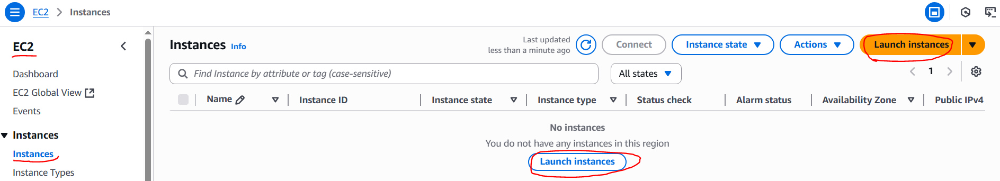 EC2 > Instances
EC2
Dashboard
EC2 Global View
Events
Instances
Instances
Instance Types
Instances Info
Last updated
less than a minute ago
Connect
Instance state
Actions
Launch instances
Find Instance by attribute or tag (case-sensitive)
All states
1
Name
Instance ID
Instance state
Instance type
Status check
Alarm status
Availability Zone
Public IPv4
No instances
You do not have any instances in this region
Launch instances